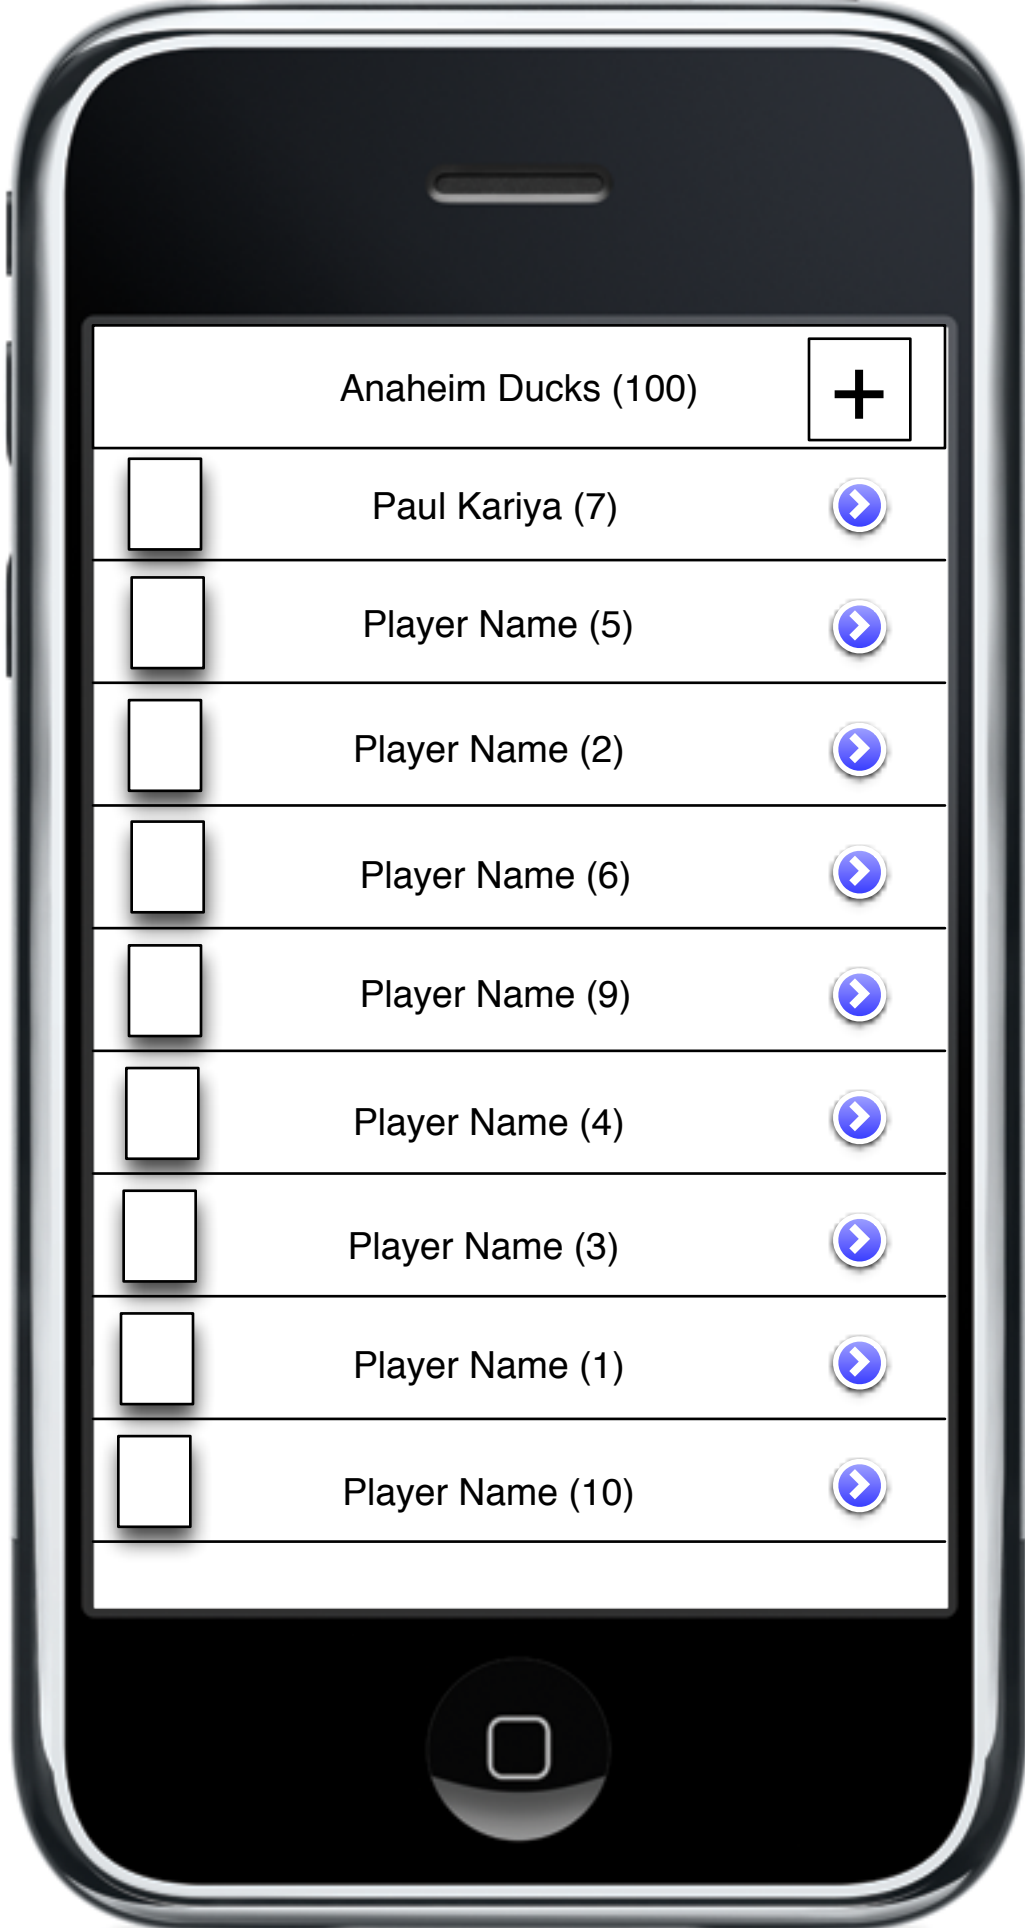 Anaheim Ducks (100)
+
Paul Kariya (7)
Player Name (5)
Player Name (2)
Player Name (6)
Player Name (9)
Player Name (4)
Player Name (3)
Player Name (1)
Player Name (10)